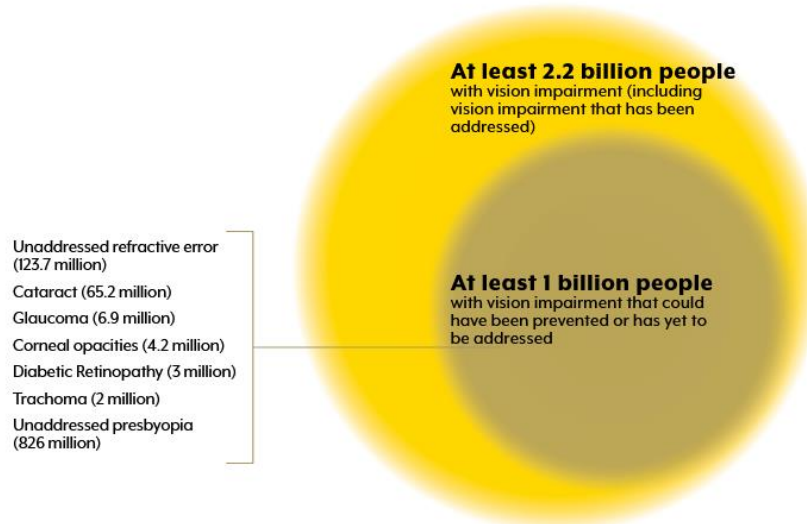 At least 2.2 billion people
with vision impairment (including
vision impairment that has been
addressed)
Unaddressed refractive error
(123.7 million)
Cataract (65.2 million)
Glaucoma (6.9 million)
Corneal opacities (4.2 million)
Diabetic Retinopathy (3 million)
Trachoma (2 million)
Unaddressed presbyopia
(826 million)
At least 1 billion people
with vision impairment that could
have been prevented or has yet to
be addressed